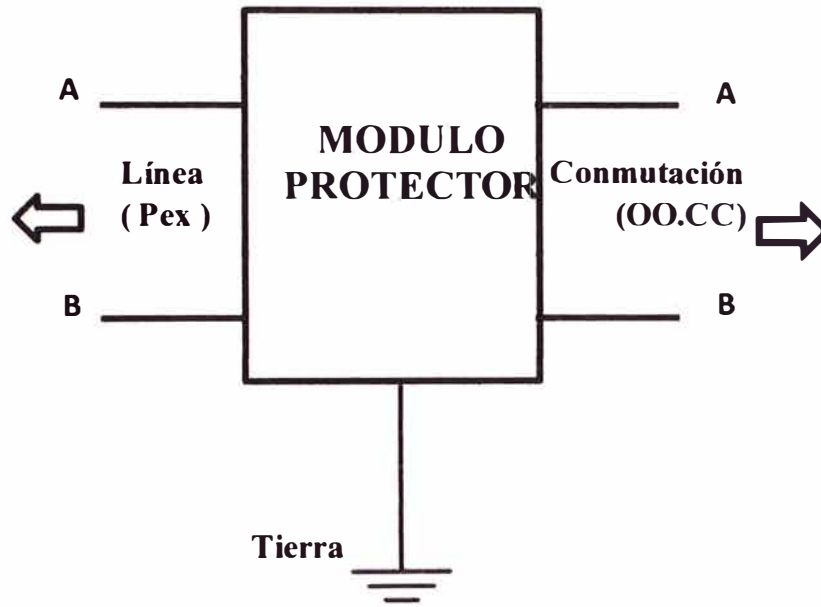 A
A
MODULO
PROTECTOR
Línea
( Pex )
Conmutación
(OO.CC)
B
B
Tierra